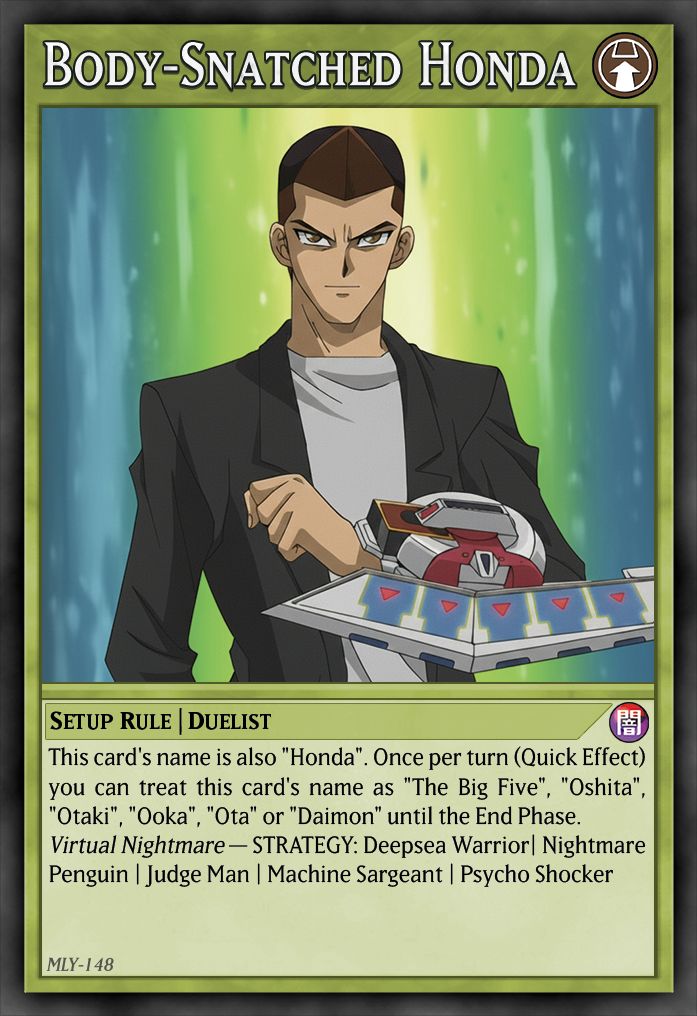 Body-Snatched Honda
Setup Rule | Duelist
闇
This card's name is also "Honda". Once per turn (Quick Effect)
you can treat this card's name as "The Big Five", "Oshita",
"Otaki", "Ooka", "Ota" or "Daimon" until the End Phase.
Virtual Nightmare — STRATEGY: Deepsea Warrior| Nightmare
Penguin | Judge Man | Machine Sargeant | Psycho Shocker
MLY-148